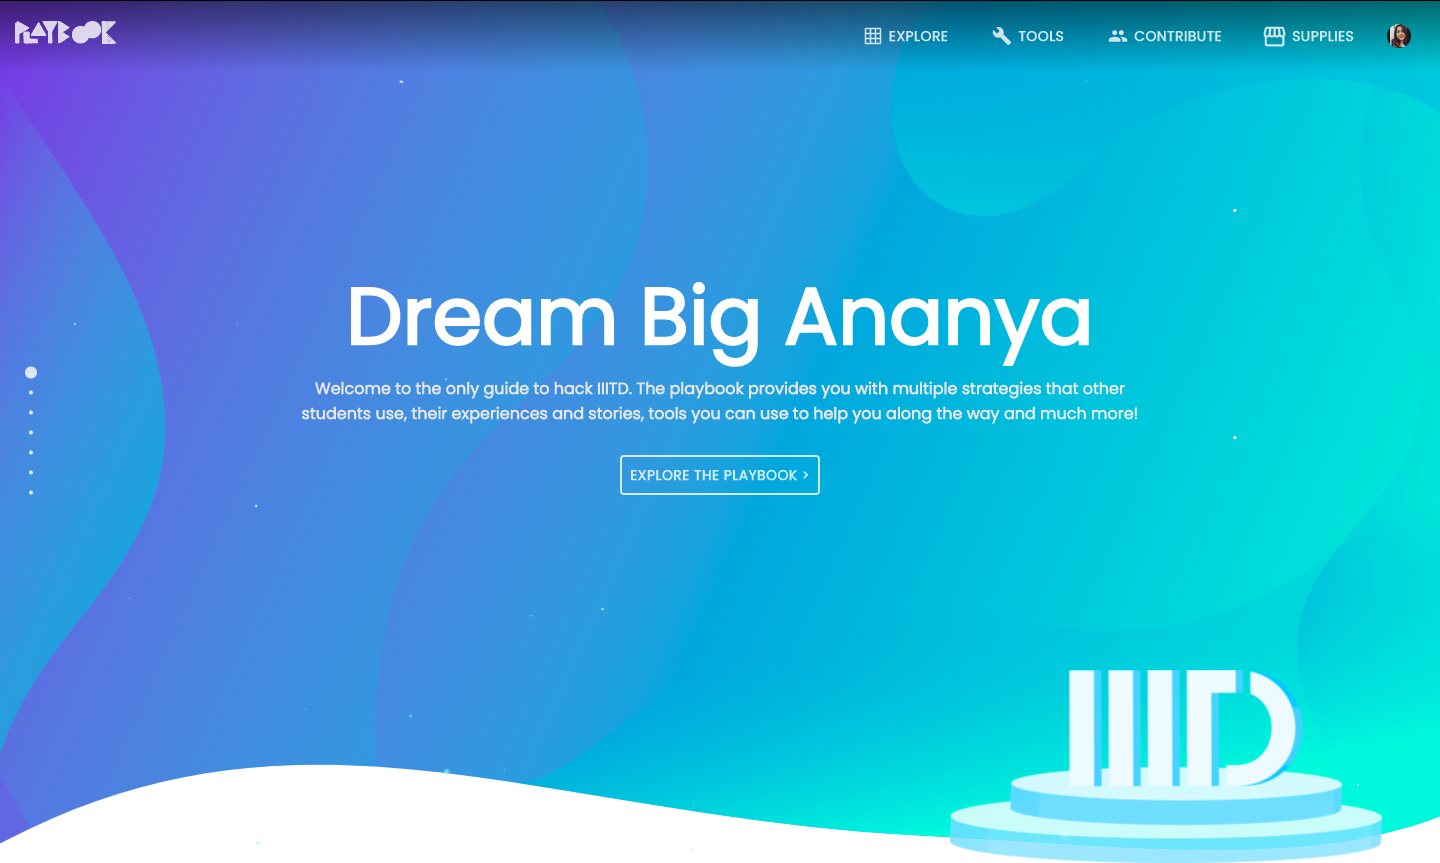 PLAYBOOK
EXPLORE
TOOLS
CONTRIBUTE
SUPPLIES
Dream Big Ananya
Welcome to the only guide to hack IIITD. The playbook provides you with multiple strategies that other
students use, their experiences and stories, tools you can use to help you along the way and much more!
EXPLORE THE PLAYBOOK >
IIITD